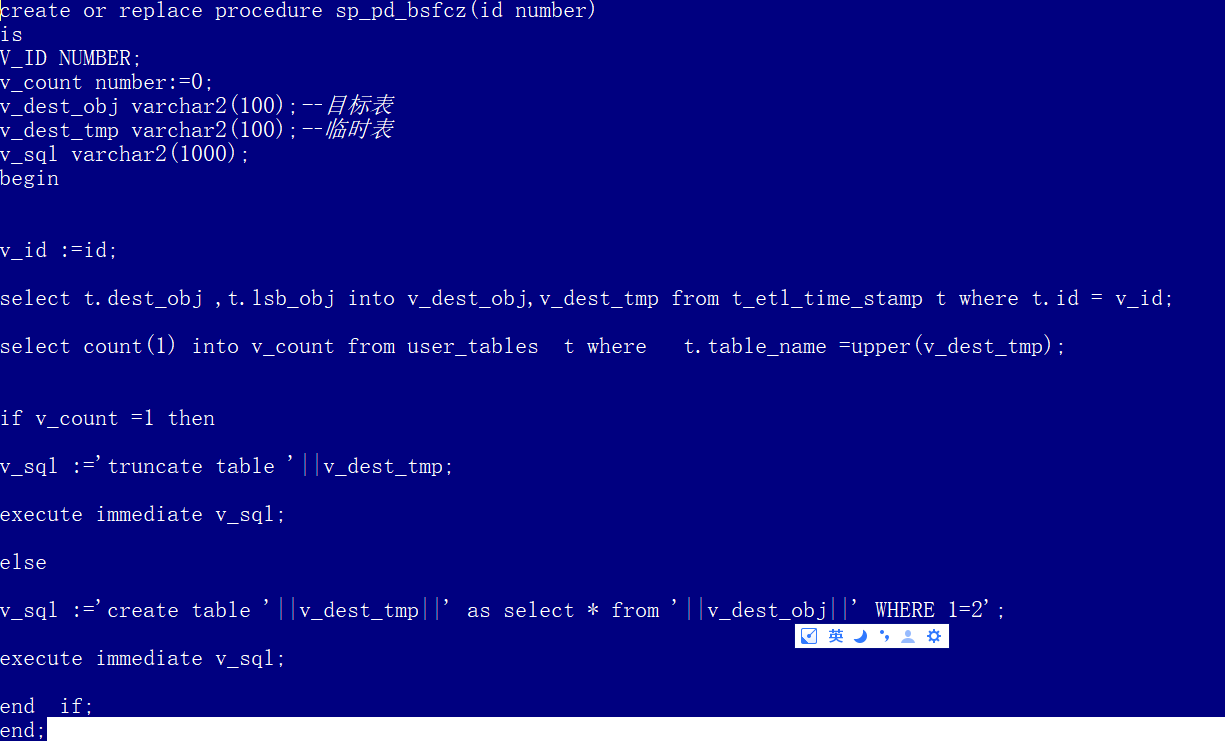 create or replace procedure sp_pd_bsfcz(id number)
is
V_ID NUMBER;
v_count number:=0;
v_dest_obj varchar2(100);--目标表
v_dest_tmp varchar2(100);--临时表
v_sql varchar2(1000);
begin
v_id :=id;
select t.dest_obj ,t.lsb_obj into v_dest_obj,v_dest_tmp from t_etl_time_stamp t where t.id = v_id;
select count(1) into v_count from user_tables  t where   t.table_name =upper(v_dest_tmp);
if v_count =1 then
v_sql :='truncate table '||v_dest_tmp;
execute immediate v_sql;
else
v_sql :='create table '||v_dest_tmp||' as select * from '||v_dest_obj||' WHERE 1=2';
英
execute immediate v_sql;
end  if;
end;